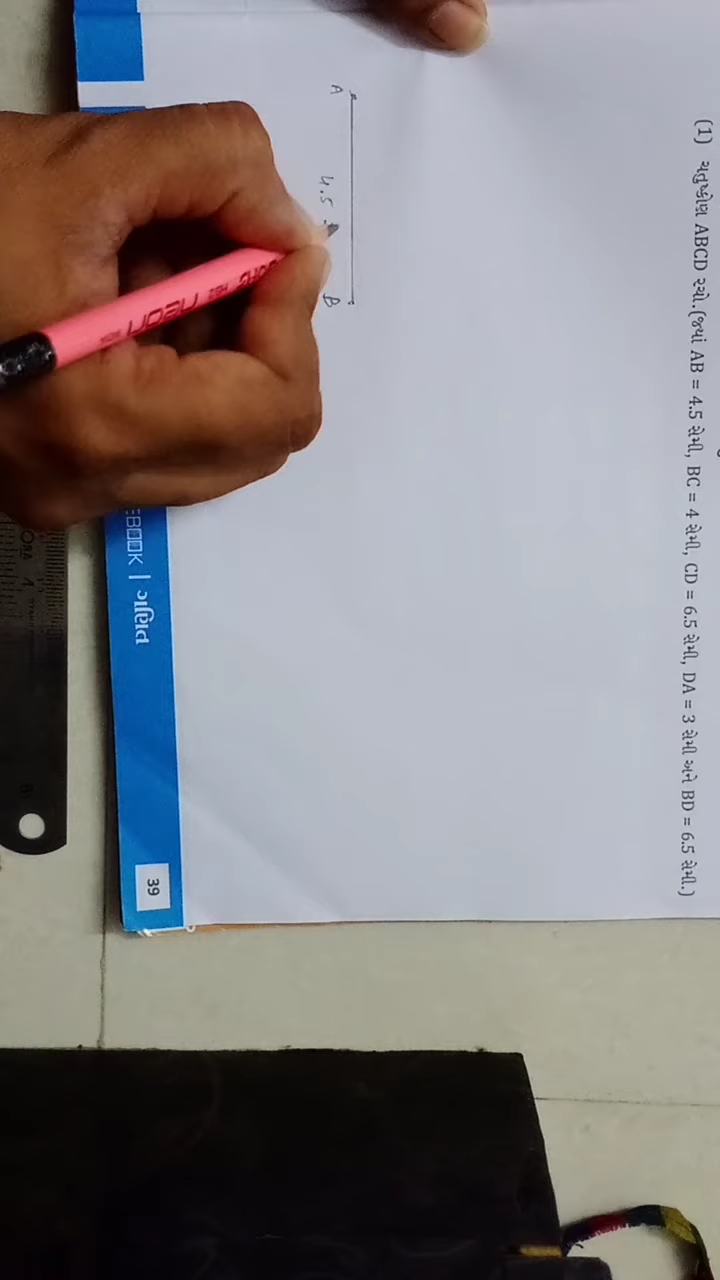 (1) ચતુષ્કોણ ABCD રચો.(જ્યાં AB = 4.5 સેમી, BC = 4 સેમી, CD = 6.5 સેમી, DA = 3 સેમી અને BD = 6.5 સેમી.)
A
4.5
B
EBOOK | ગણિત
39
neon